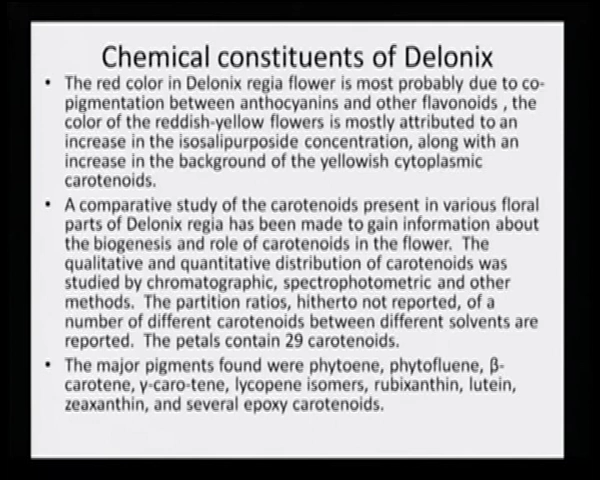 Chemical constituents of Delonix
• The red color in Delonix regia flower is most probably due to co-
pigmentation between anthocyanins and other flavonoids , the
color of the reddish-yellow flowers is mostly attributed to an
increase in the isosalipurposide concentration, along with an
increase in the background of the yellowish cytoplasmic
carotenoids.
• A comparative study of the carotenoids present in various floral
parts of Delonix regia has been made to gain information about
the biogenesis and role of carotenoids in the flower. The
qualitative and quantitative distribution of carotenoids was
studied by chromatographic, spectrophotometric and other
methods. The partition ratios, hitherto not reported, of a
number of different carotenoids between different solvents are
reported. The petals contain 29 carotenoids.
• The major pigments found were phytoene, phytofluene, β-
carotene, γ-caro-tene, lycopene isomers, rubixanthin, lutein,
zeaxanthin, and several epoxy carotenoids.